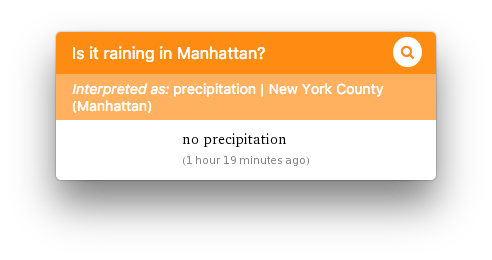 Is it raining in Manhattan?
Interpreted as: precipitation | New York County
(Manhattan)
no precipitation
(1 hour 19 minutes ago)